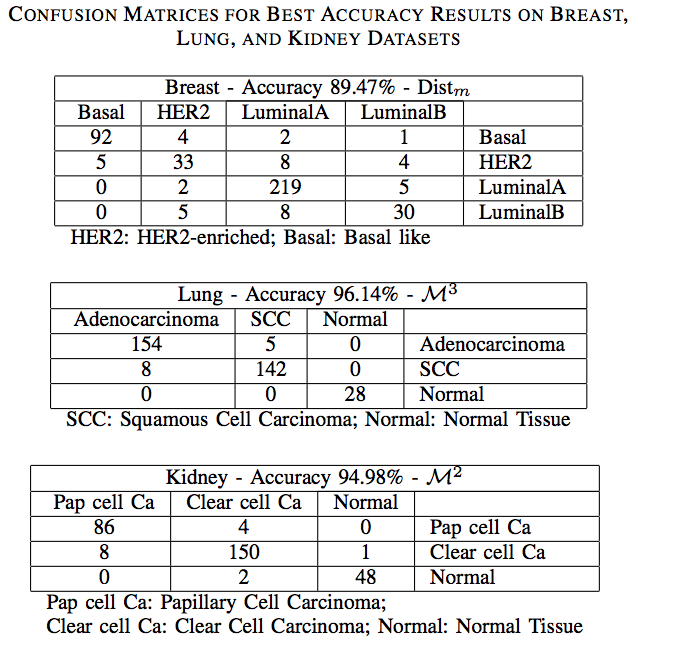 CONFUSION MATRICES FOR BEST ACCURACY RESULTS ON BREAST,
LUNG, AND KIDNEY DATASETS
Breast - Accuracy 89.47% - Distm
Basal HER2 LuminalA LuminalB
92 4 2 1 Basal
5 33 8 4 HER2
0 2 219 5 LuminalA
0 5 8 30 LuminalB
HER2: HER2-enriched; Basal: Basal like
Lung - Accuracy 96.14% - M³
Adenocarcinoma SCC Normal
154 5 0 Adenocarcinoma
8 142 0 SCC
0 0 28 Normal
SCC: Squamous Cell Carcinoma; Normal: Normal Tissue
Kidney - Accuracy 94.98% - M²
Pap cell Ca Clear cell Ca Normal
86 4 0 Pap cell Ca
8 150 1 Clear cell Ca
0 2 48 Normal
Pap cell Ca: Papillary Cell Carcinoma;
Clear cell Ca: Clear Cell Carcinoma; Normal: Normal Tissue